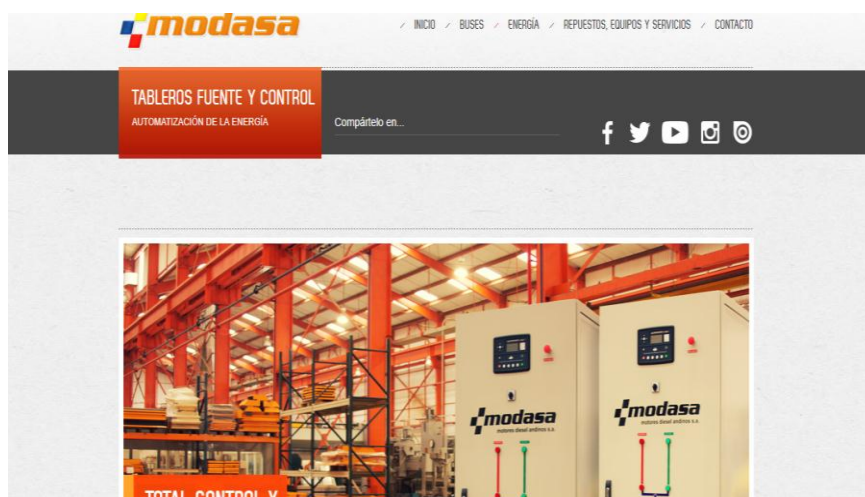 modasa
INICIO / BUSES / ENERGÍA / REPUESTOS, EQUIPOS Y SERVICIOS / CONTACTO
TABLEROS FUENTE Y CONTROL
AUTOMATIZACIÓN DE LA ENERGÍA
Compártelo en...
modasa
motores diesel andinos s.a.
modasa
motores diesel andinos s.a.
TOTAL CONTROL Y